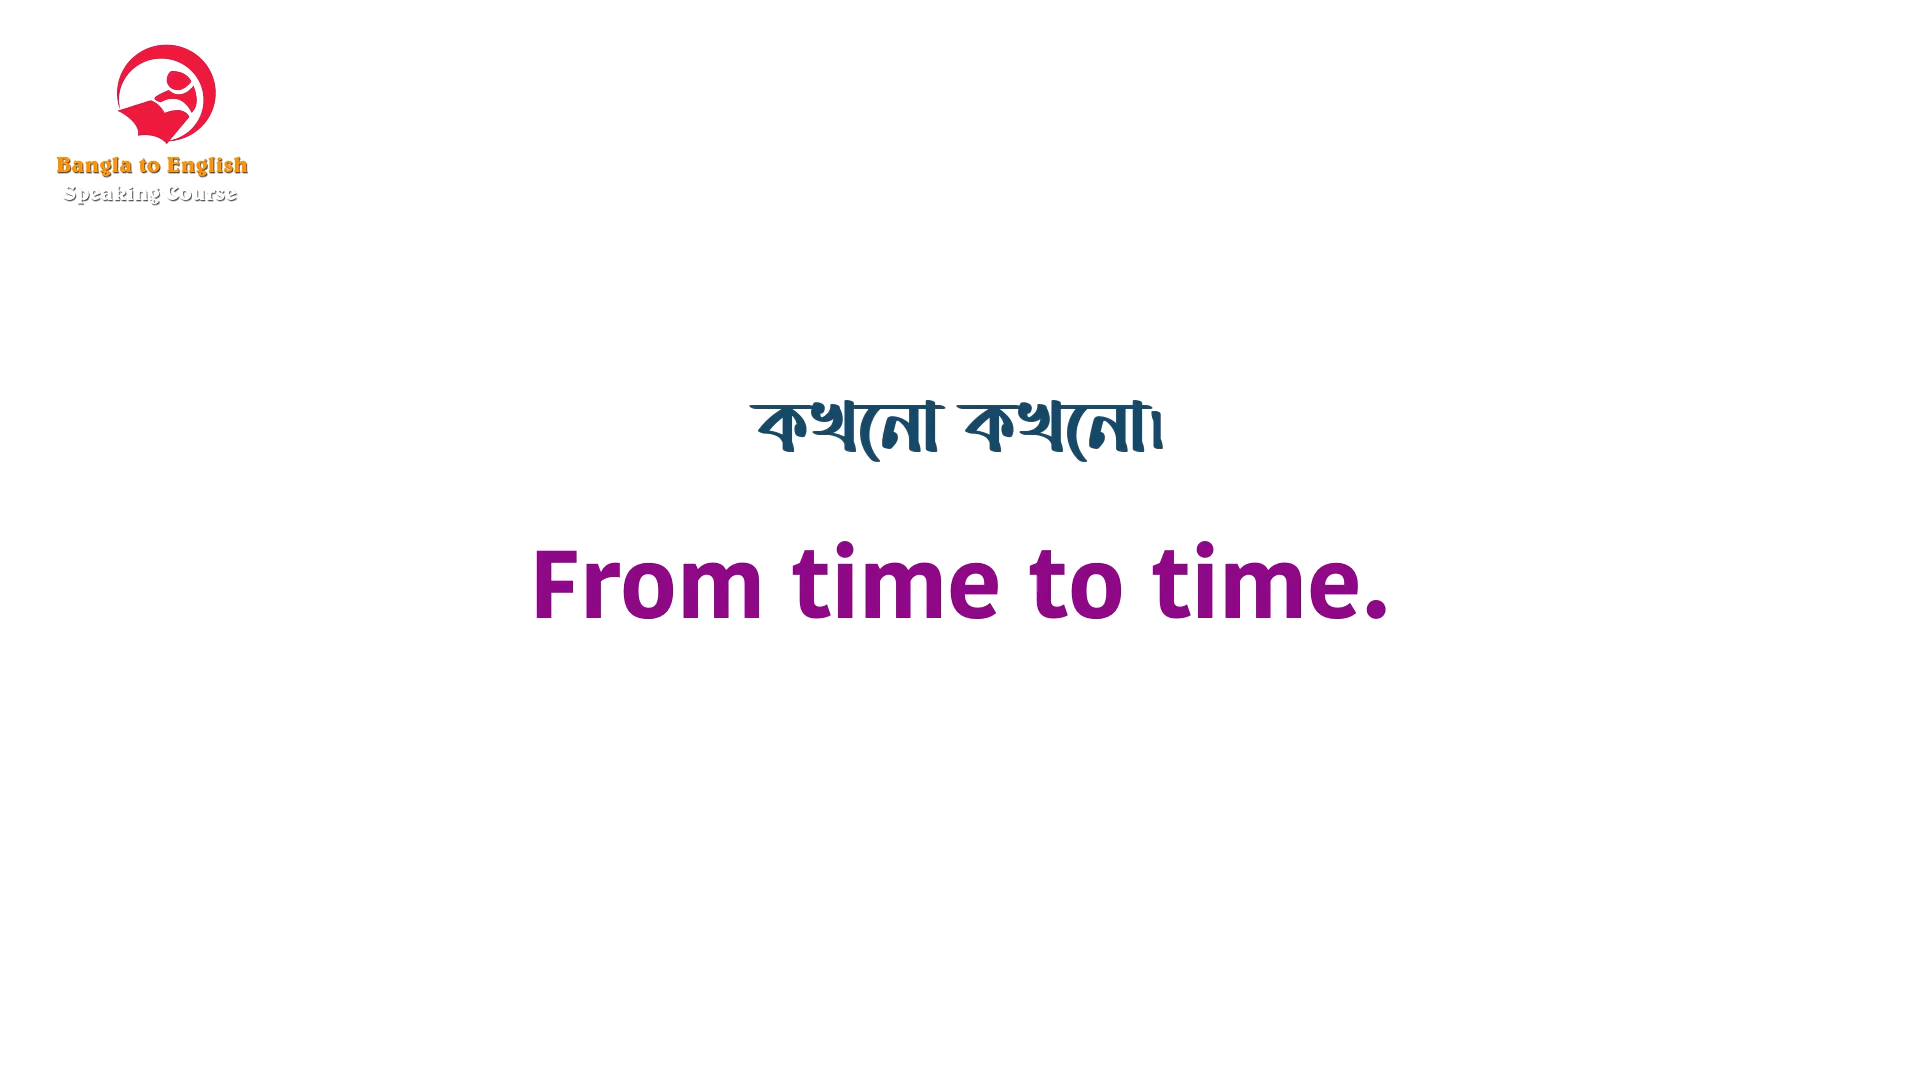 Bangla to English
Speaking Course
কখনো কখনো।
From time to time.